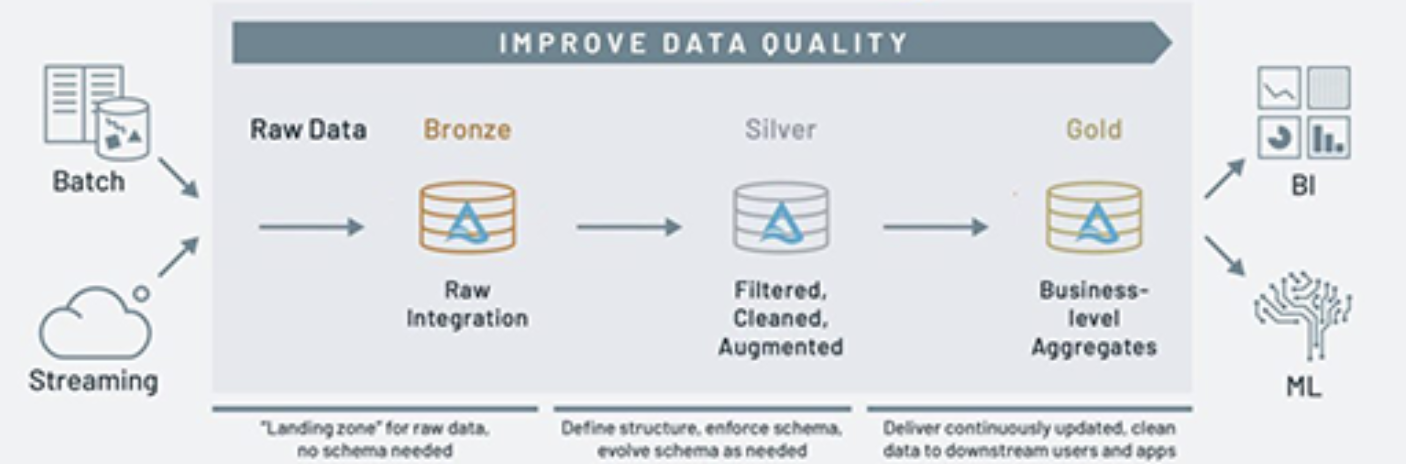 IMPROVE DATA QUALITY
Batch
Streaming
Raw Data
Bronze
Raw
Integration
Silver
Filtered,
Cleaned,
Augmented
Gold
Business-
level
Aggregates
BI
ML
"Landing zone" for raw data,
no schema needed
Define structure, enforce schema,
evolve schema as needed
Deliver continuously updated, clean
data to downstream users and apps